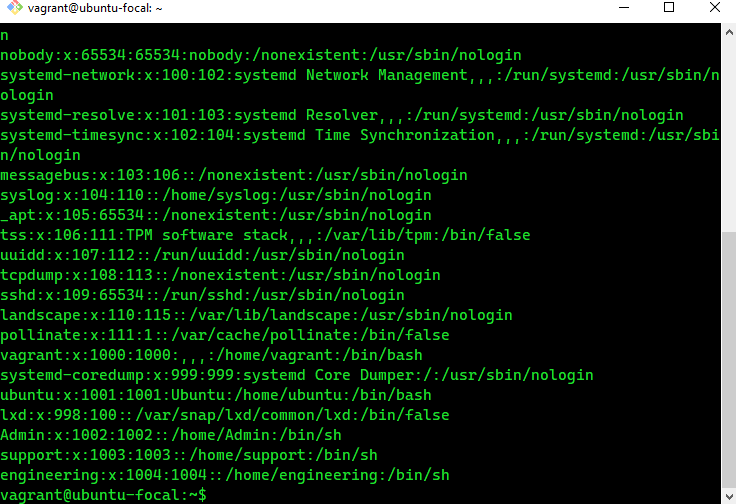 vagrant@ubuntu-focal: ~
n
nobody:x:65534:65534:nobody:/nonexistent:/usr/sbin/nologin
systemd-network:x:100:102:systemd Network Management,,,:/run/systemd:/usr/sbin/n
ologin
systemd-resolve:x:101:103:systemd Resolver,,,:/run/systemd:/usr/sbin/nologin
systemd-timesync:x:102:104:systemd Time Synchronization,,,:/run/systemd:/usr/sbi
n/nologin
messagebus:x:103:106::/nonexistent:/usr/sbin/nologin
syslog:x:104:110::/home/syslog:/usr/sbin/nologin
_apt:x:105:65534::/nonexistent:/usr/sbin/nologin
tss:x:106:111:TPM software stack,,,:/var/lib/tpm:/bin/false
uuidd:x:107:112::/run/uuidd:/usr/sbin/nologin
tcpdump:x:108:113::/nonexistent:/usr/sbin/nologin
sshd:x:109:65534::/run/sshd:/usr/sbin/nologin
landscape:x:110:115::/var/lib/landscape:/usr/sbin/nologin
pollinate:x:111:1::/var/cache/pollinate:/bin/false
vagrant:x:1000:1000:,,,:/home/vagrant:/bin/bash
systemd-coredump:x:999:999:systemd Core Dumper:/:/usr/sbin/nologin
ubuntu:x:1001:1001:Ubuntu:/home/ubuntu:/bin/bash
lxd:x:998:100::/var/snap/lxd/common/lxd:/bin/false
Admin:x:1002:1002::/home/Admin:/bin/sh
support:x:1003:1003::/home/support:/bin/sh
engineering:x:1004:1004::/home/engineering:/bin/sh
vagrant@ubuntu-focal:~$